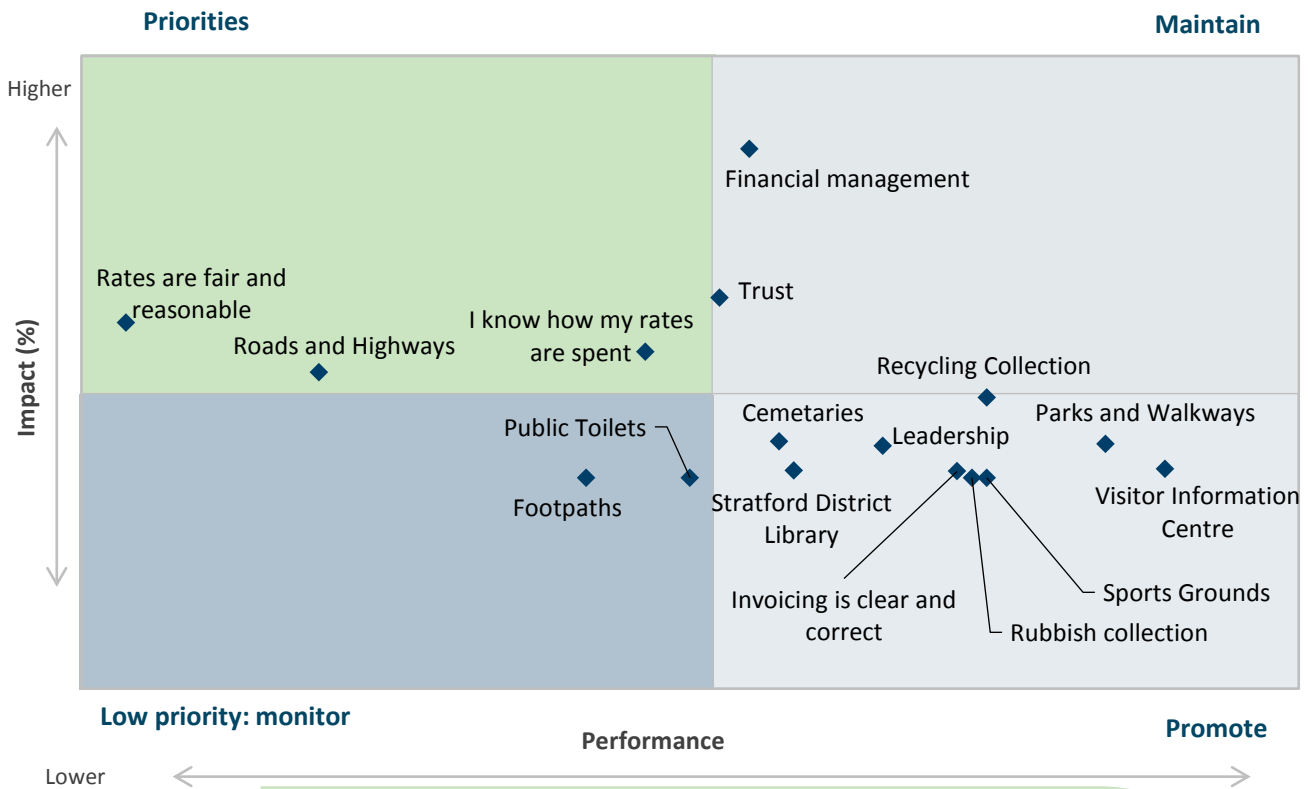 Priorities
Maintain
Higher
Financial management
Rates are fair and
reasonable
Trust
I know how my rates
are spent
Roads and Highways
Impact (%)
Recycling Collection
Cemetaries
Parks and Walkways
Public Toilets
Leadership
Footpaths
Stratford District
Library
Visitor Information
Centre
Invoicing is clear and
correct
Sports Grounds
Rubbish collection
Low priority: monitor
Promote
Performance
Lower